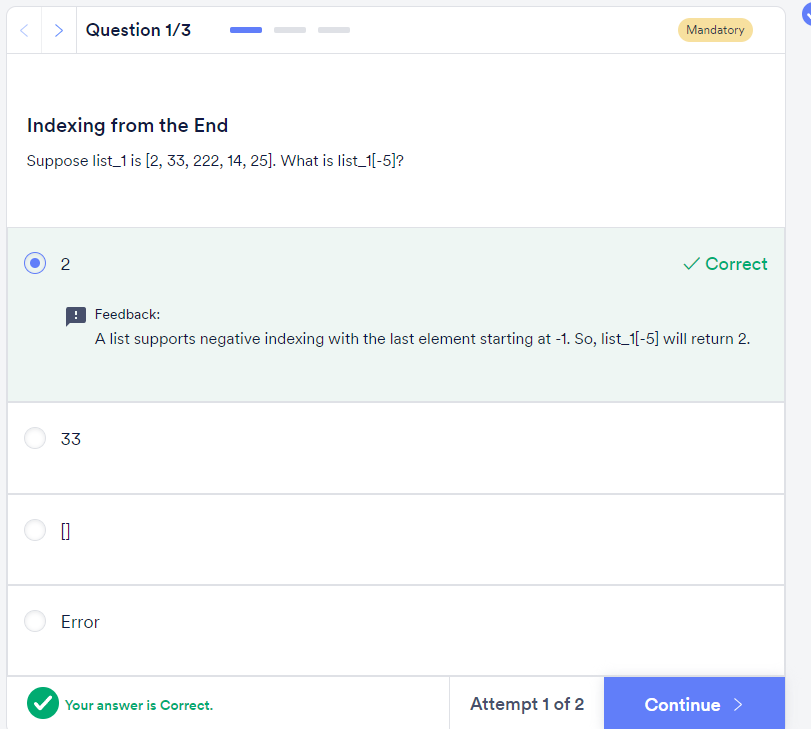 Question 1/3
Mandatory
Indexing from the End
Suppose list_1 is [2, 33, 222, 14, 25]. What is list_1[-5]?
2
Correct
Feedback:
A list supports negative indexing with the last element starting at -1. So, list_1[-5] will return 2.
33
[]
Error
Your answer is Correct.
Attempt 1 of 2
Continue